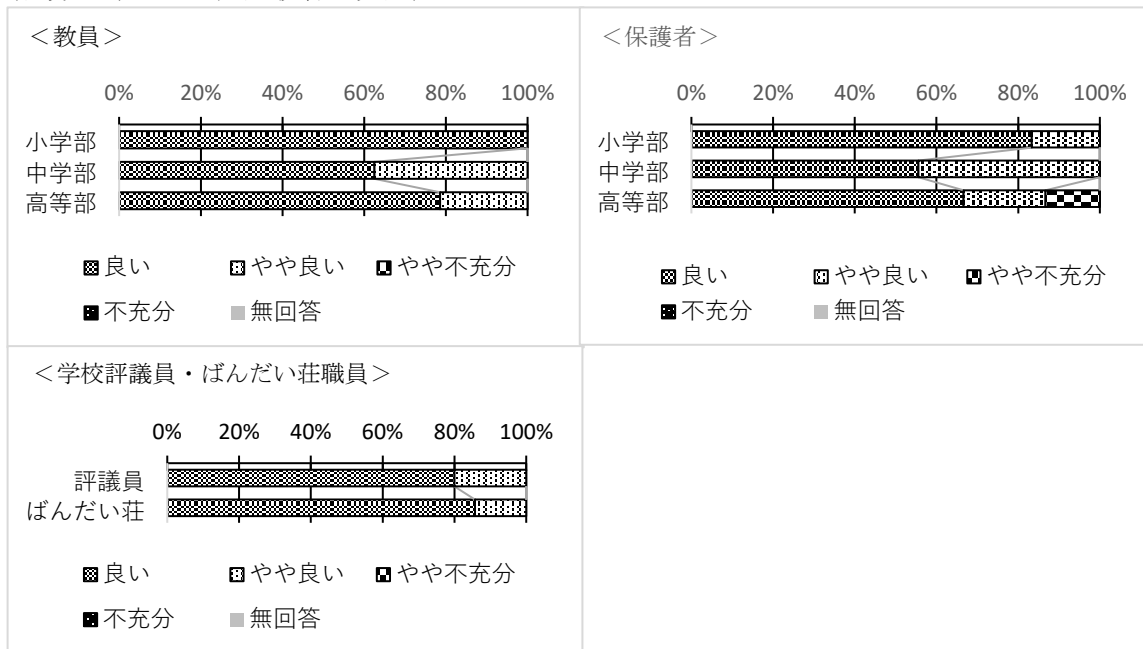 ＜教員＞
0% 20% 40% 60% 80% 100%
小学部
中学部
高等部
良い やや良い やや不充分
不充分 無回答
＜保護者＞
0% 20% 40% 60% 80% 100%
小学部
中学部
高等部
良い やや良い やや不充分
不充分 無回答
＜学校評議員・ばんだい荘職員＞
0% 20% 40% 60% 80% 100%
評議員
ばんだい荘
良い やや良い やや不充分
不充分 無回答